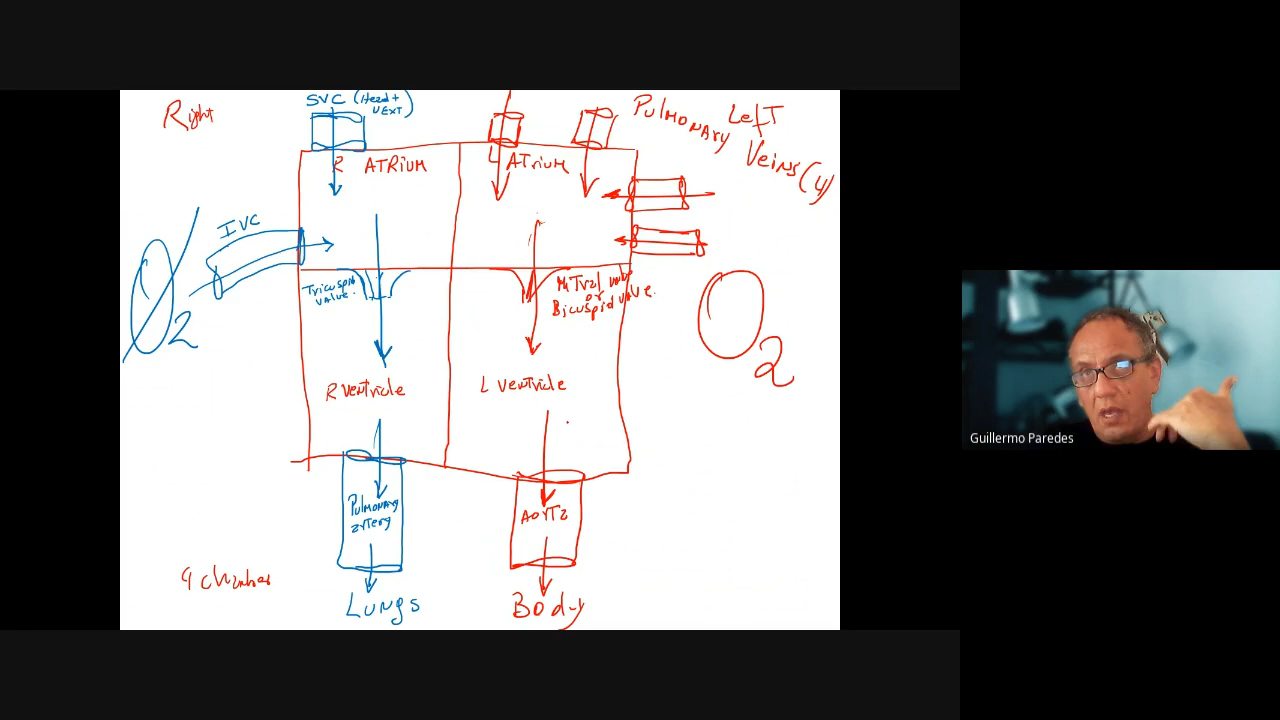 Right
SVC (Head +
UEXT)
PULMONARY
Left
Veins (4)
R ATRIUM
L ATrium
IVC
Tricuspid
valve.
MiTral valve
or
Bicuspid valve.
O2
O2
R ventricle
L ventricle
Pulmonary
artery
AorTa
4 chamber
Lungs
Body
Guillermo Paredes